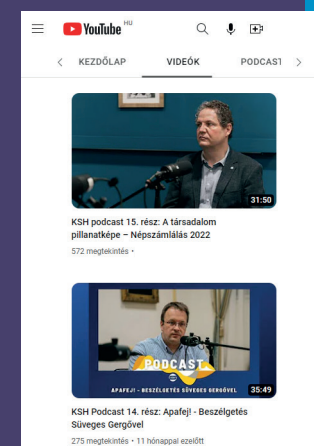 YouTube HU
KEZDŐLAP VIDEÓK PODCAST
31:50
KSH podcast 15. rész: A társadalom
pillanatképe – Népszámlálás 2022
572 megtekintés •
PODCAST
APAFEJ! - BESZÉLGETÉS SÜVEGES GERGŐVEL
35:49
KSH Podcast 14. rész: Apafej! - Beszélgetés
Süveges Gergővel
275 megtekintés • 11 hónappal ezelőtt